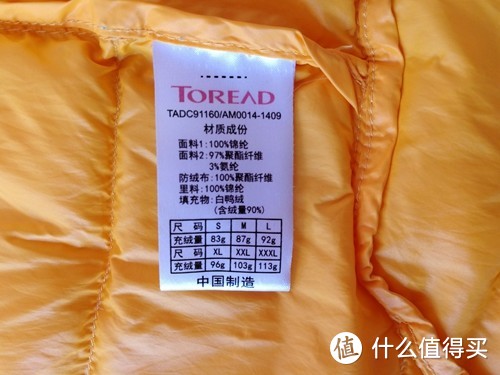 TOREAD
TADC91160/AM0014-1409
材质成份
面料1:100%锦纶
面料2:97%聚酯纤维
3%氨纶
防绒布:100%聚酯纤维
里料:100%锦纶
填充物:白鸭绒
(含绒量90%)
尺 码 S M L
充绒量 83g 87g 92g
尺 码 XL XXL XXXL
充绒量 96g 103g 113g
中国制造
值 什么值得买